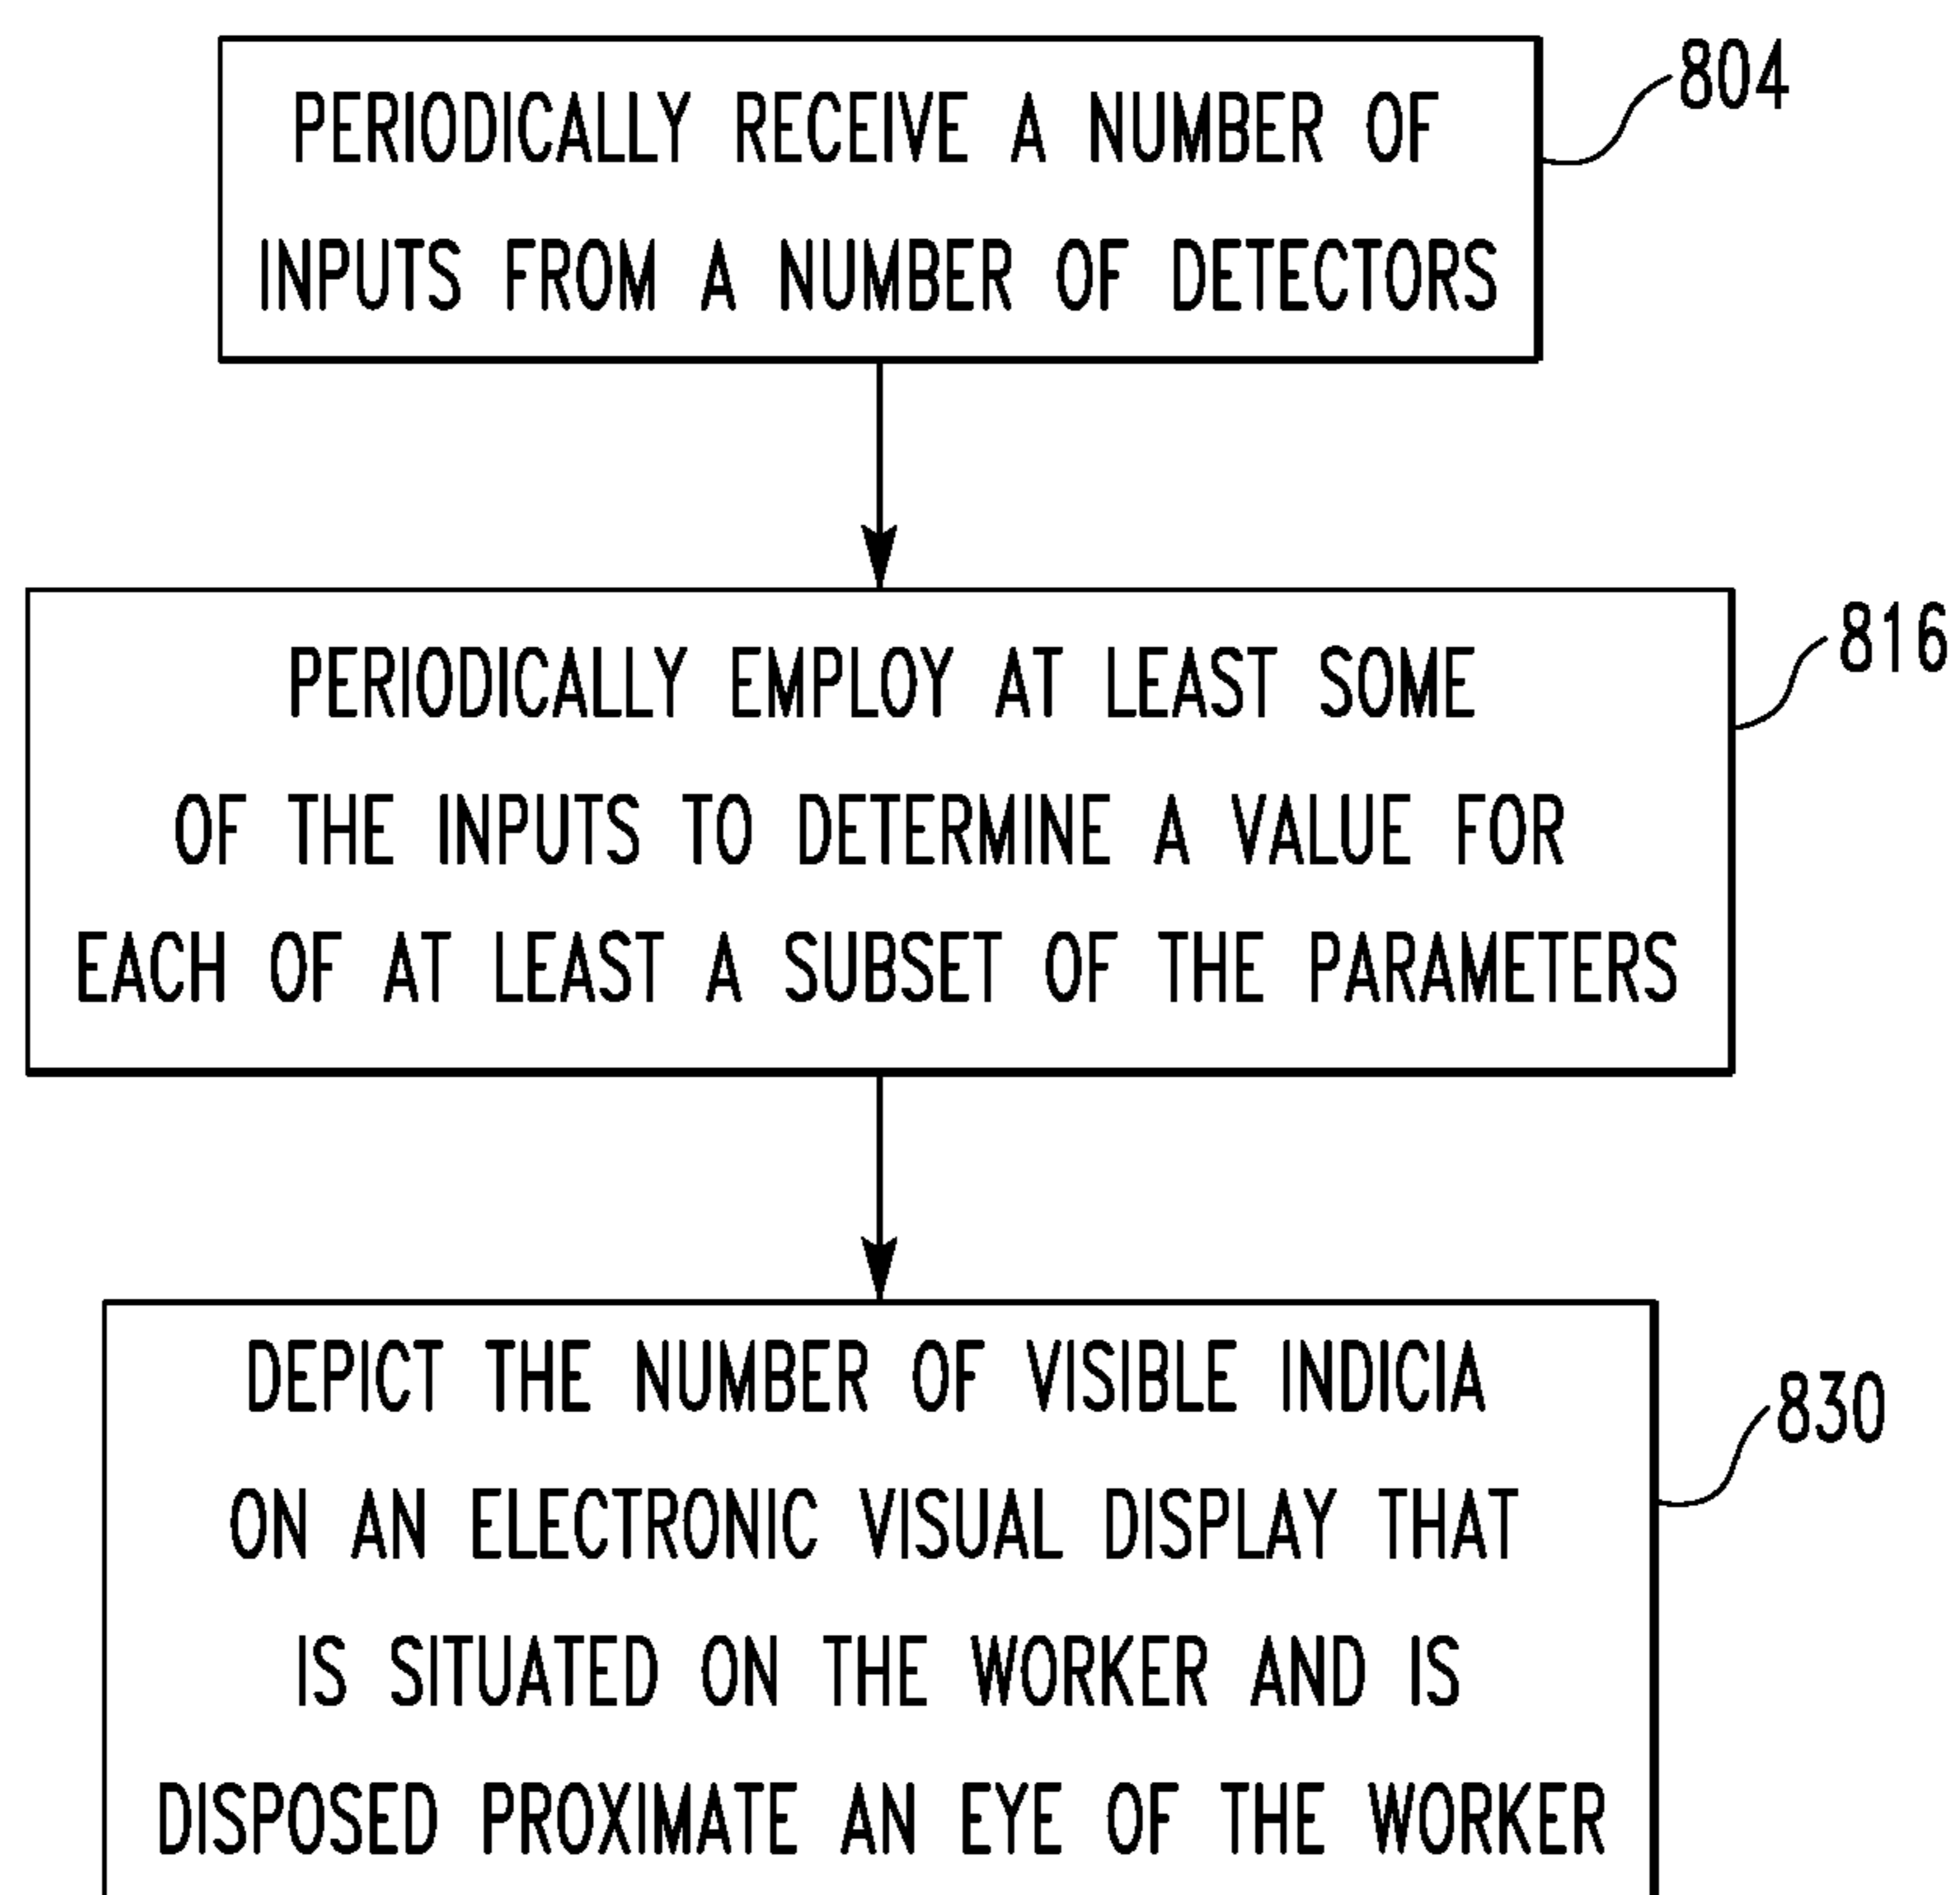 PERIODICALLY RECEIVE A NUMBER OF
INPUTS FROM A NUMBER OF DETECTORS
804
PERIODICALLY EMPLOY AT LEAST SOME
OF THE INPUTS TO DETERMINE A VALUE FOR
EACH OF AT LEAST A SUBSET OF THE PARAMETERS
816
DEPICT THE NUMBER OF VISIBLE INDICIA
ON AN ELECTRONIC VISUAL DISPLAY THAT
IS SITUATED ON THE WORKER AND IS
DISPOSED PROXIMATE AN EYE OF THE WORKER
830